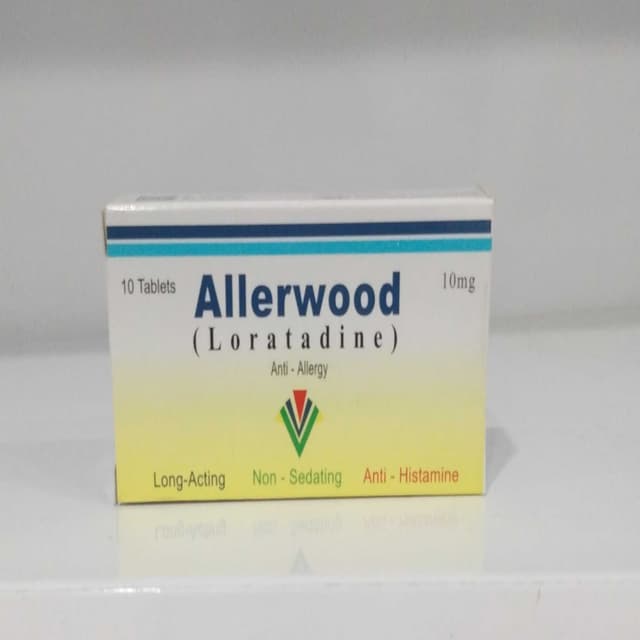 10 Tablets
Allerwood
10mg
(Loratadine)
Anti - Allergy
Long-Acting Non - Sedating Anti - Histamine